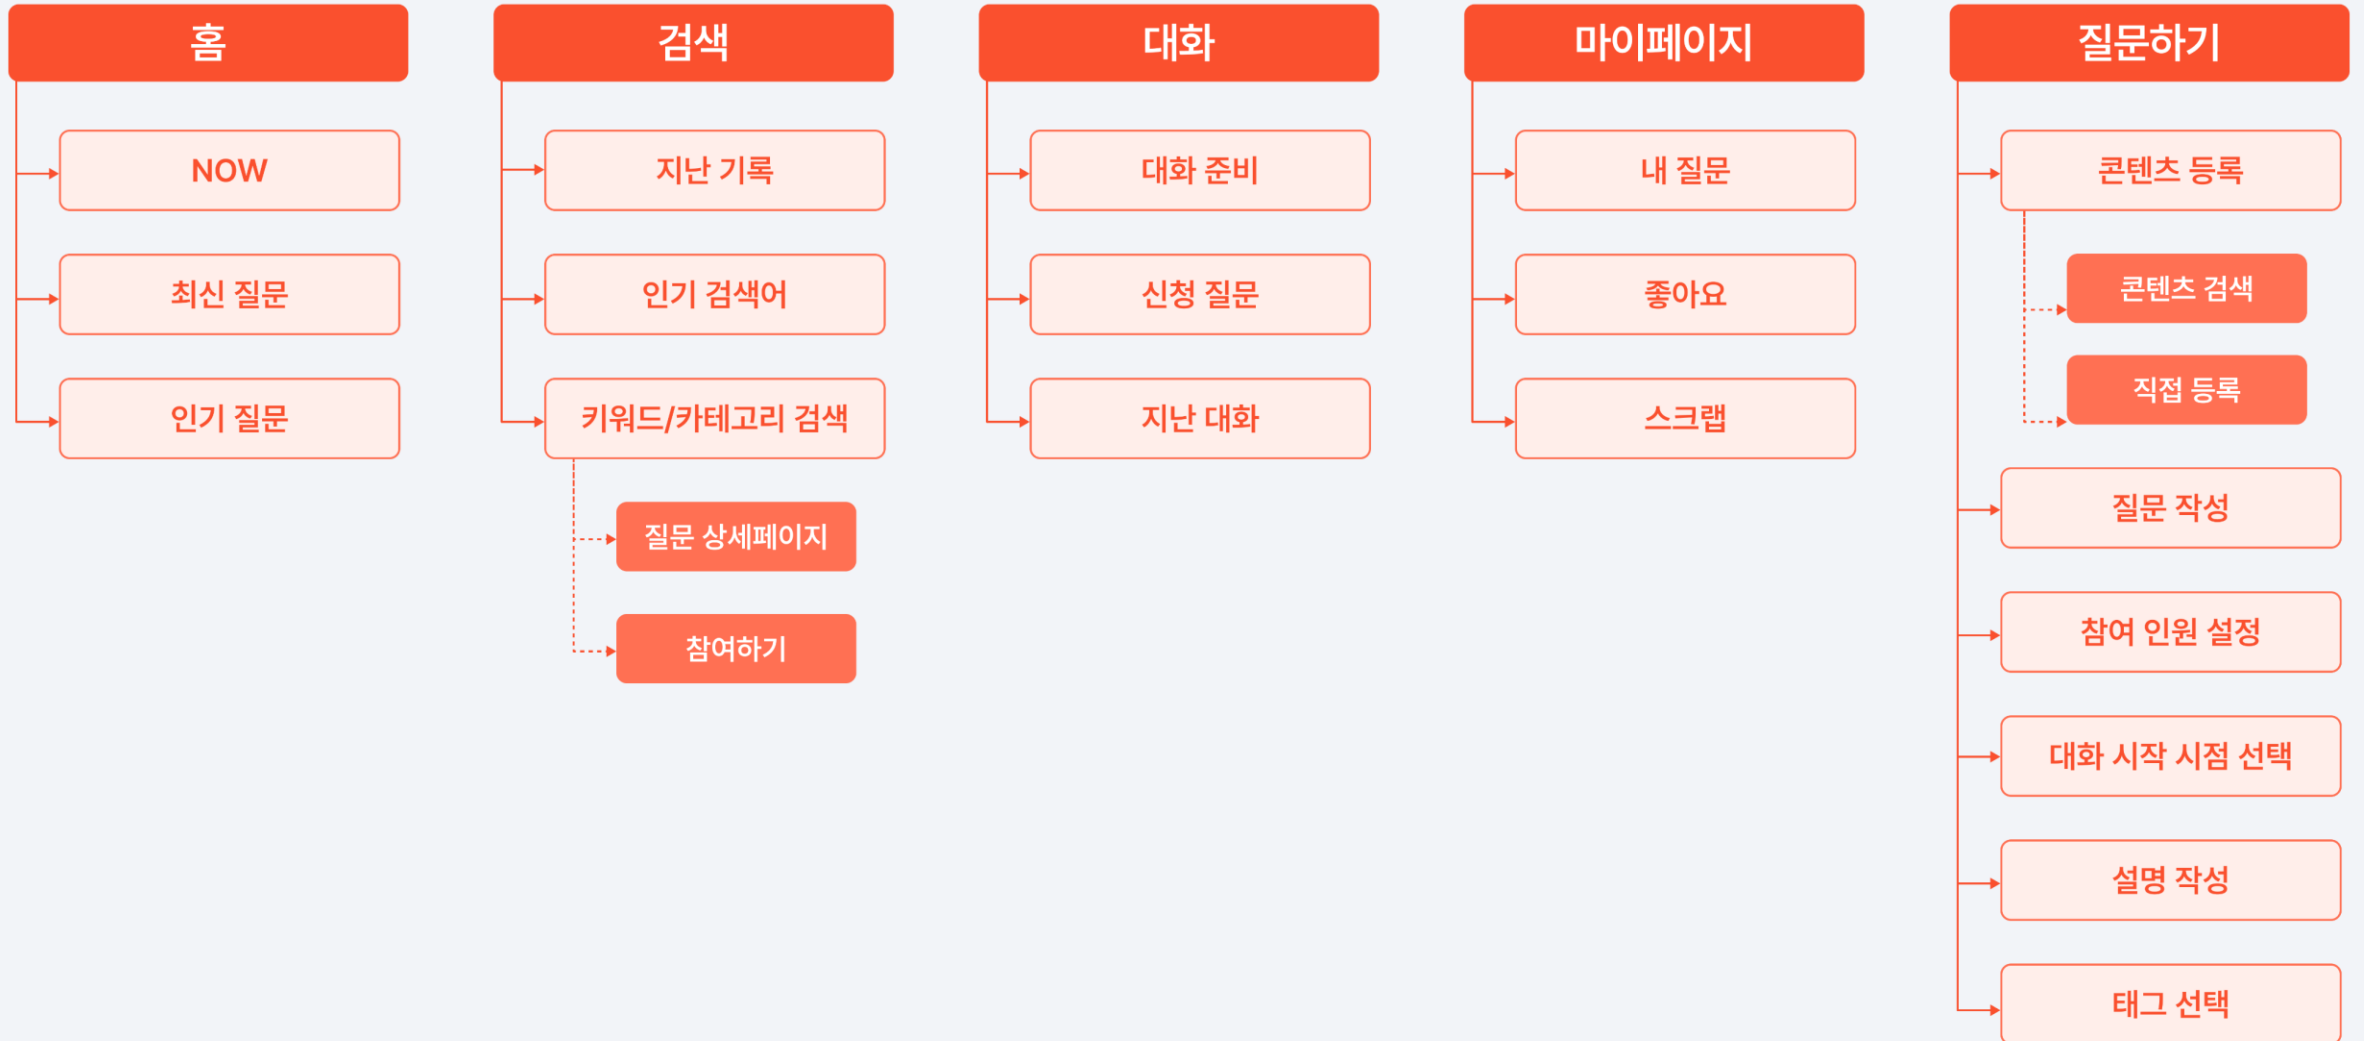 홈
NOW
최신 질문
인기 질문
검색
지난 기록
인기 검색어
키워드/카테고리 검색
질문 상세페이지
참여하기
대화
대화 준비
신청 질문
지난 대화
마이페이지
내 질문
좋아요
스크랩
질문하기
콘텐츠 등록
콘텐츠 검색
직접 등록
질문 작성
참여 인원 설정
대화 시작 시점 선택
설명 작성
태그 선택